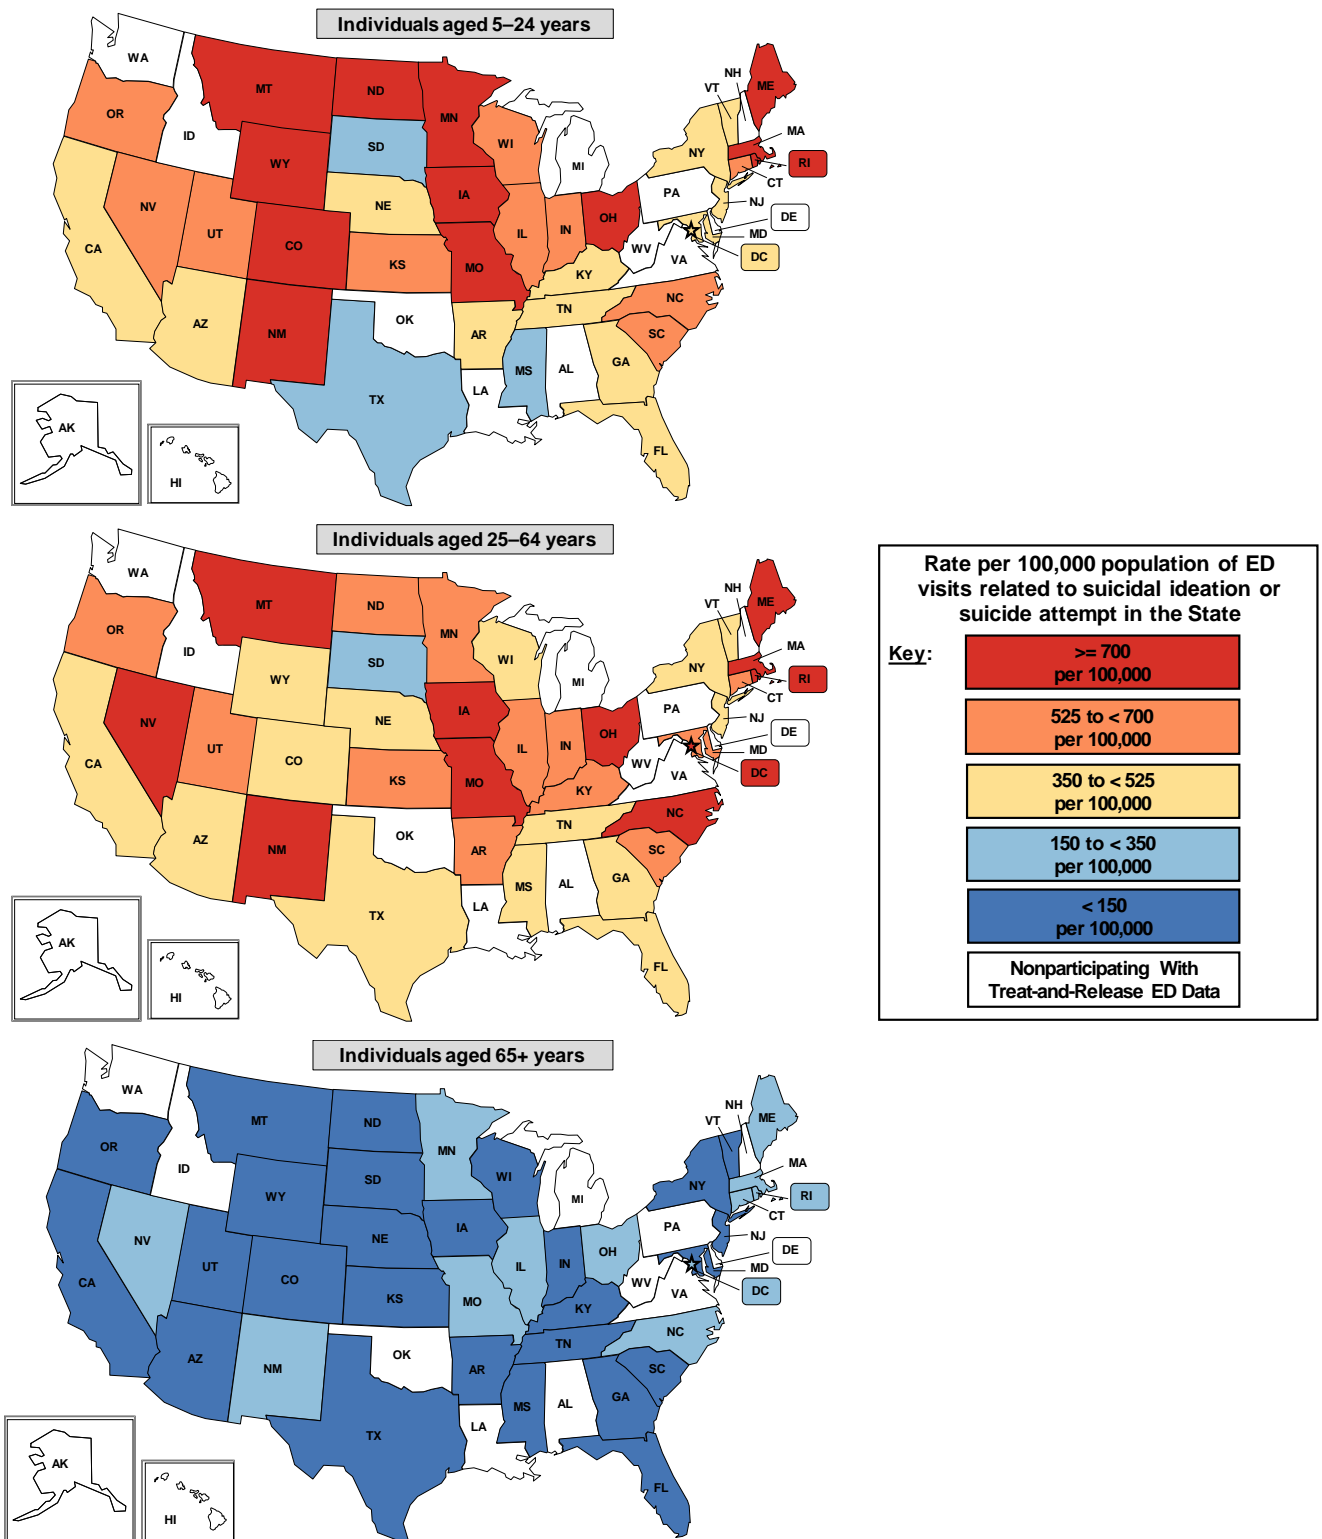 Individuals aged 5–24 years
WA
MT
ND
MN
OR
ID
WY
SD
WI
MI
NH
VT
ME
MA
NY
RI
CT
NV
UT
CO
NE
IA
IL
IN
OH
PA
NJ
DE
MD
DC
WV
VA
CA
KS
MO
KY
AZ
NM
OK
AR
TN
NC
SC
TX
LA
MS
AL
GA
FL
AK
HI
Individuals aged 25–64 years
WA
MT
ND
MN
OR
ID
WY
SD
WI
MI
NH
VT
ME
MA
NY
RI
CT
NV
UT
CO
NE
IA
IL
IN
OH
PA
NJ
DE
MD
DC
WV
VA
CA
KS
MO
KY
AZ
NM
OK
AR
TN
NC
SC
TX
LA
MS
AL
GA
FL
AK
HI
Rate per 100,000 population of ED
visits related to suicidal ideation or
suicide attempt in the State
Key:
>= 700
per 100,000
525 to < 700
per 100,000
350 to < 525
per 100,000
150 to < 350
per 100,000
< 150
per 100,000
Nonparticipating With
Treat-and-Release ED Data
Individuals aged 65+ years
WA
MT
ND
MN
OR
ID
WY
SD
WI
MI
NH
VT
ME
MA
NY
RI
CT
NV
UT
CO
NE
IA
IL
IN
OH
PA
NJ
DE
MD
DC
WV
VA
CA
KS
MO
KY
AZ
NM
OK
AR
TN
NC
SC
TX
LA
MS
AL
GA
FL
AK
HI